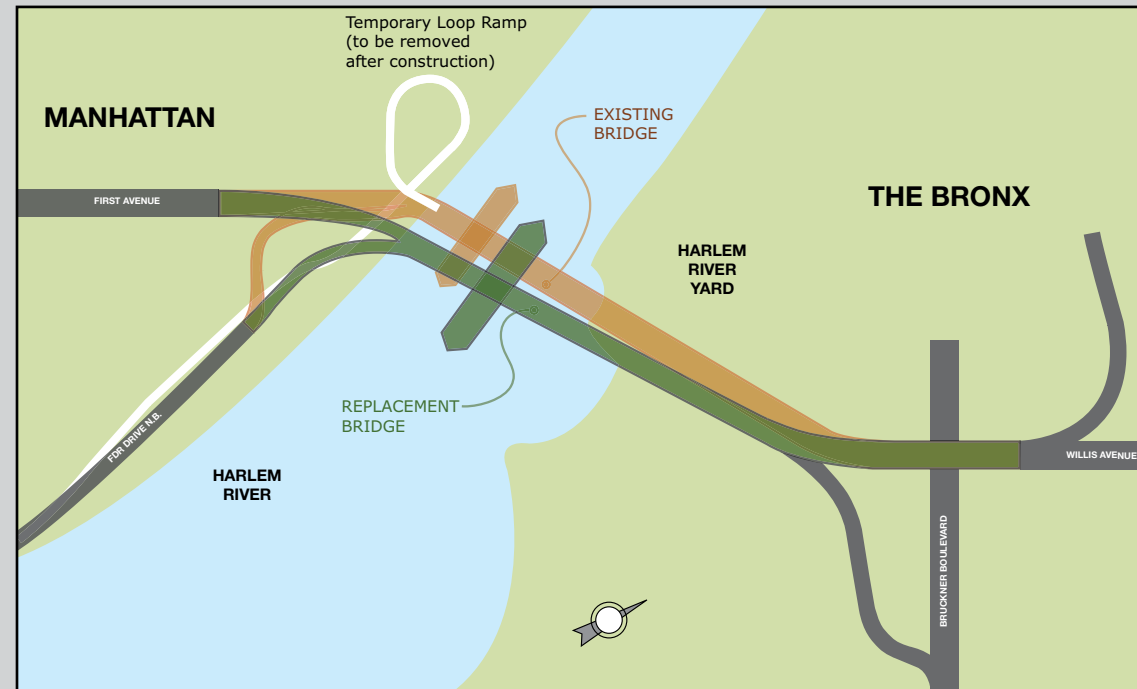 Temporary Loop Ramp
(to be removed
after construction)
MANHATTAN
EXISTING
BRIDGE
THE BRONX
FIRST AVENUE
HARLEM
RIVER
YARD
REPLACEMENT
BRIDGE
FDR DRIVE N.B.
WILLIS AVENUE
HARLEM
RIVER
BRUCKNER BOULEVARD